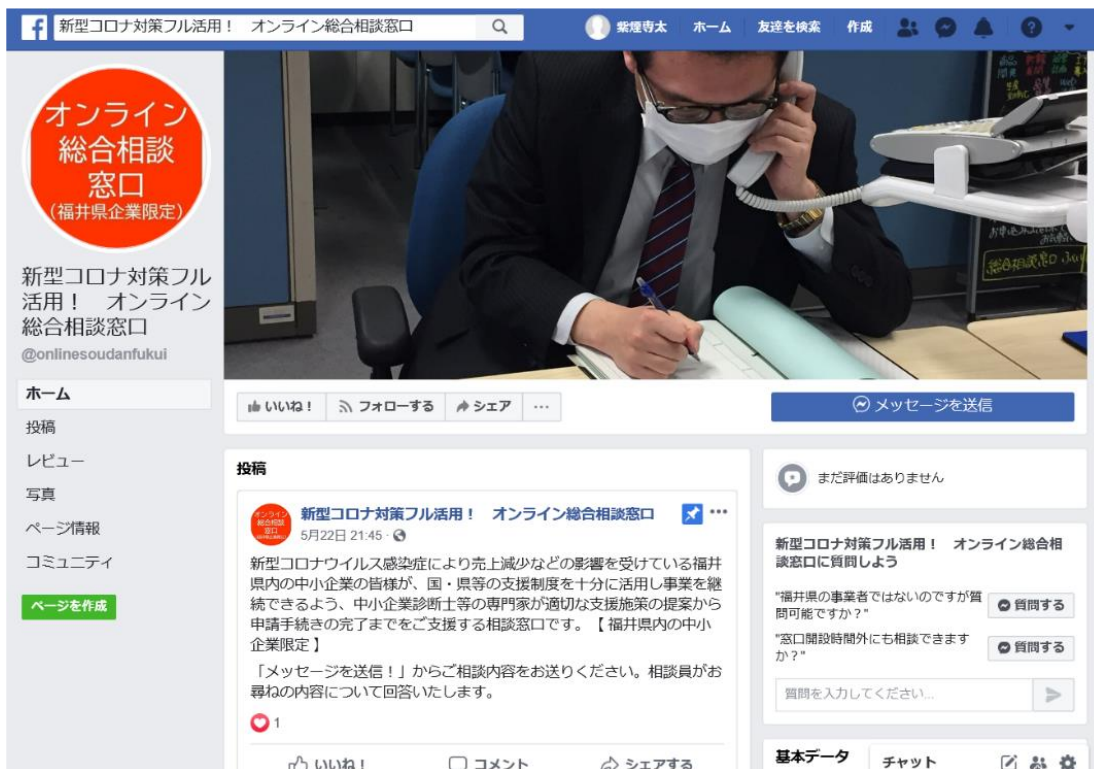 新型コロナ対策フル活用！　オンライン総合相談窓口
紫煙専太
ホーム
友達を検索
作成
オンライン
総合相談
窓口
(福井県企業限定)
新型コロナ対策フル
活用！　オンライン
総合相談窓口
@onlinesoudanfukui
ホーム
投稿
レビュー
写真
ページ情報
コミュニティ
ページを作成
いいね！
フォローする
シェア
メッセージを送信
投稿
新型コロナ対策フル活用！　オンライン総合相談窓口
5月22日 21:45 ·
新型コロナウイルス感染症により売上減少などの影響を受けている福井
県内の中小企業の皆様が、国・県等の支援制度を十分に活用し事業を継
続できるよう、中小企業診断士等の専門家が適切な支援施策の提案から
申請手続きの完了までをご支援する相談窓口です。【 福井県内の中小
企業限定 】
「メッセージを送信！」からご相談内容をお送りください。相談員がお
尋ねの内容について回答いたします。
1
いいね！
コメント
シェアする
まだ評価はありません
新型コロナ対策フル活用！　オンライン総合相
談窓口に質問しよう
"福井県の事業者ではないのですが質
問可能ですか？"
質問する
"窓口開設時間外にも相談できます
か？"
質問する
質問を入力してください...
基本データ
チャット